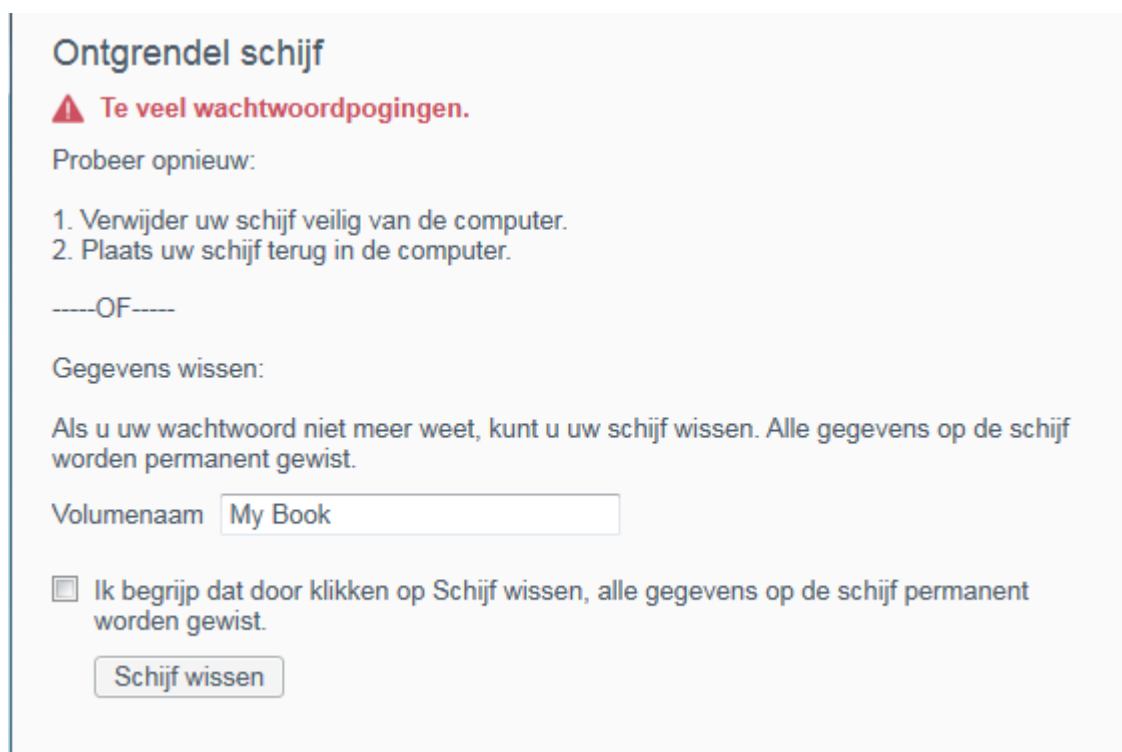 Ontgrendel schijf
Te veel wachtwoordpogingen.
Probeer opnieuw:
1. Verwijder uw schijf veilig van de computer.
2. Plaats uw schijf terug in de computer.
-----OF-----
Gegevens wissen:
Als u uw wachtwoord niet meer weet, kunt u uw schijf wissen. Alle gegevens op de schijf
worden permanent gewist.
Volumenaam My Book
Ik begrijp dat door klikken op Schijf wissen, alle gegevens op de schijf permanent
worden gewist.
Schijf wissen